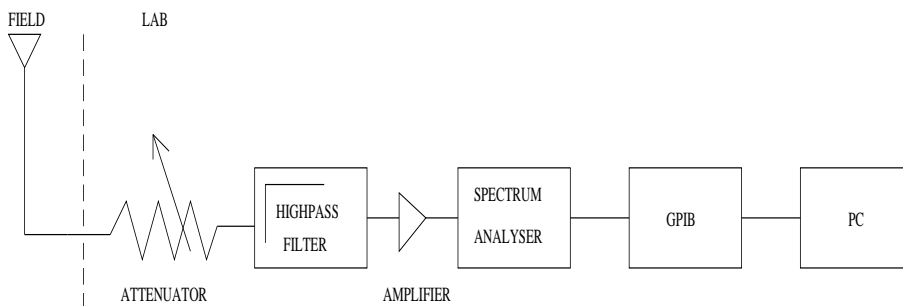 FIELD
LAB
HIGHPASS
FILTER
SPECTRUM
ANALYSER
GPIB
PC
ATTENUATOR
AMPLIFIER